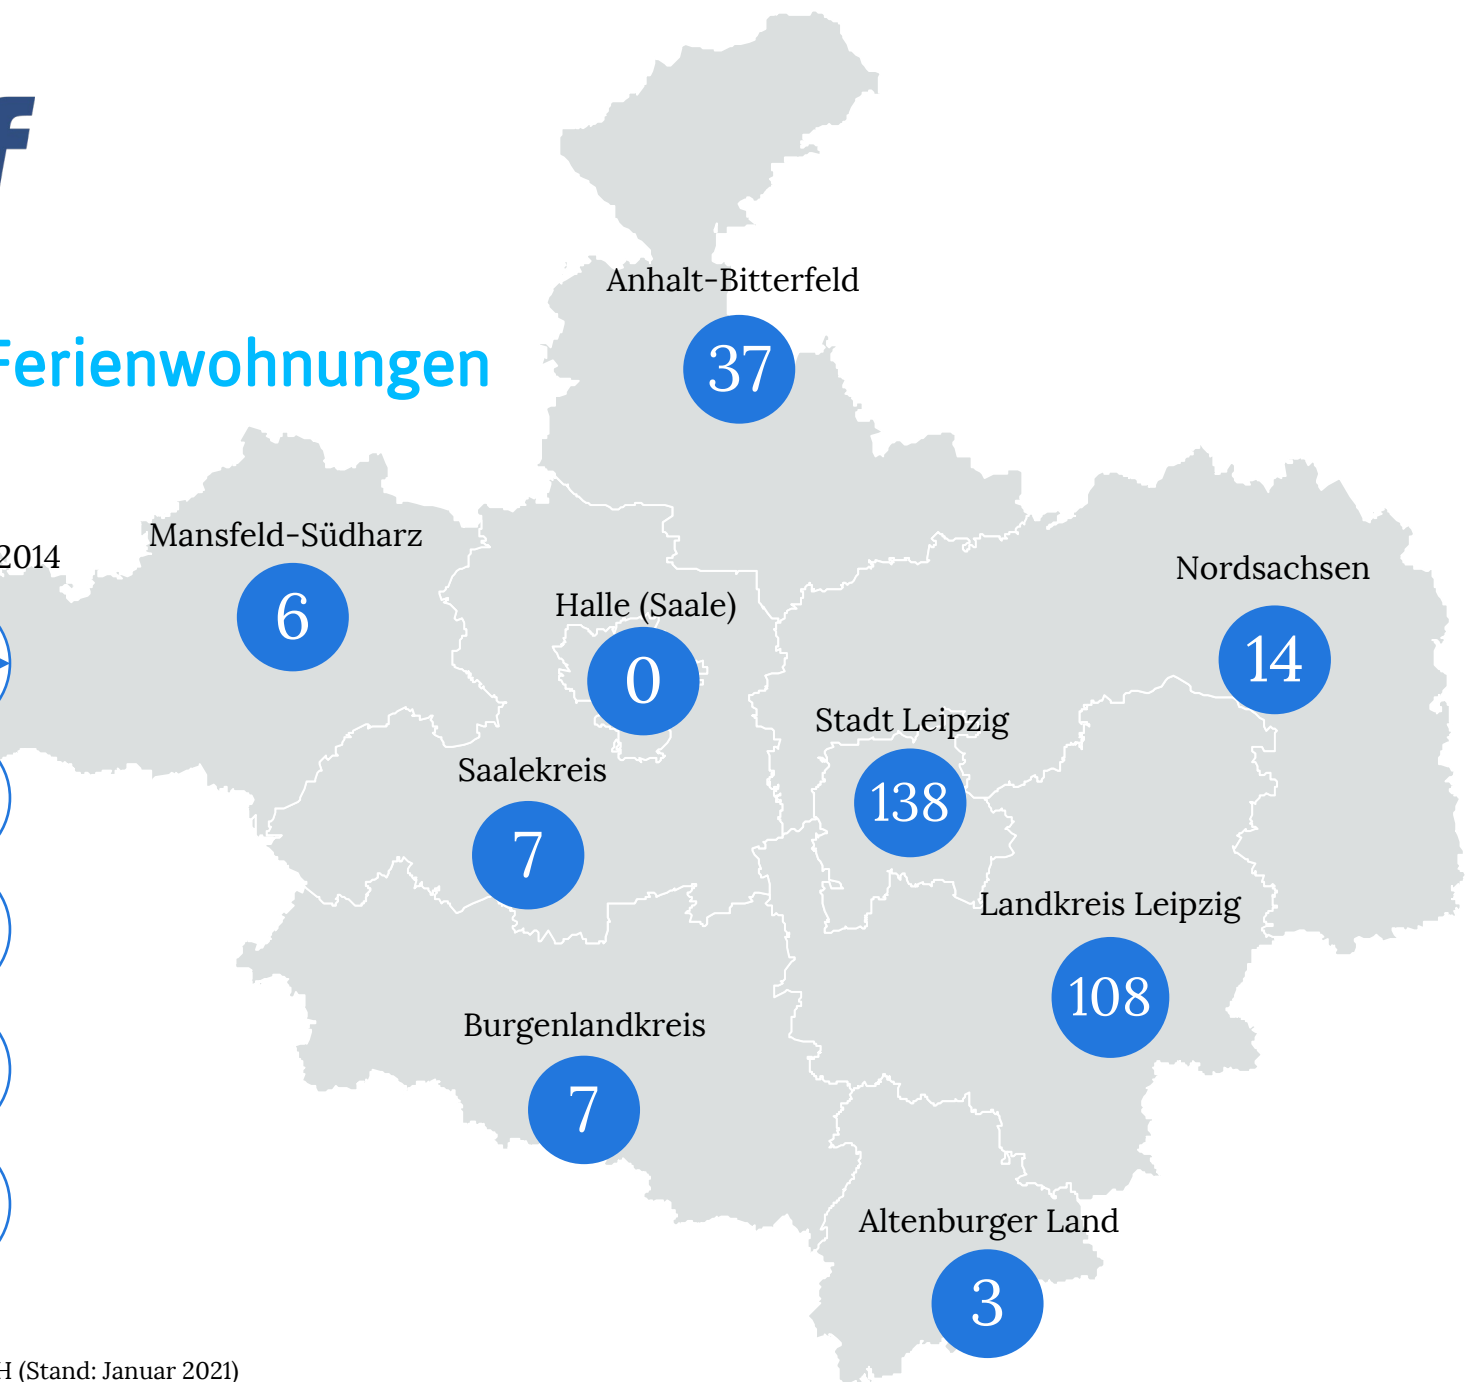 f
Anhalt-Bitterfeld
37
Ferienwohnungen
Mansfeld-Südharz
6
2014
Halle (Saale)
0
Nordsachsen
14
Stadt Leipzig
138
Saalekreis
7
Landkreis Leipzig
108
Burgenlandkreis
7
Altenburger Land
3
H (Stand: Januar 2021)